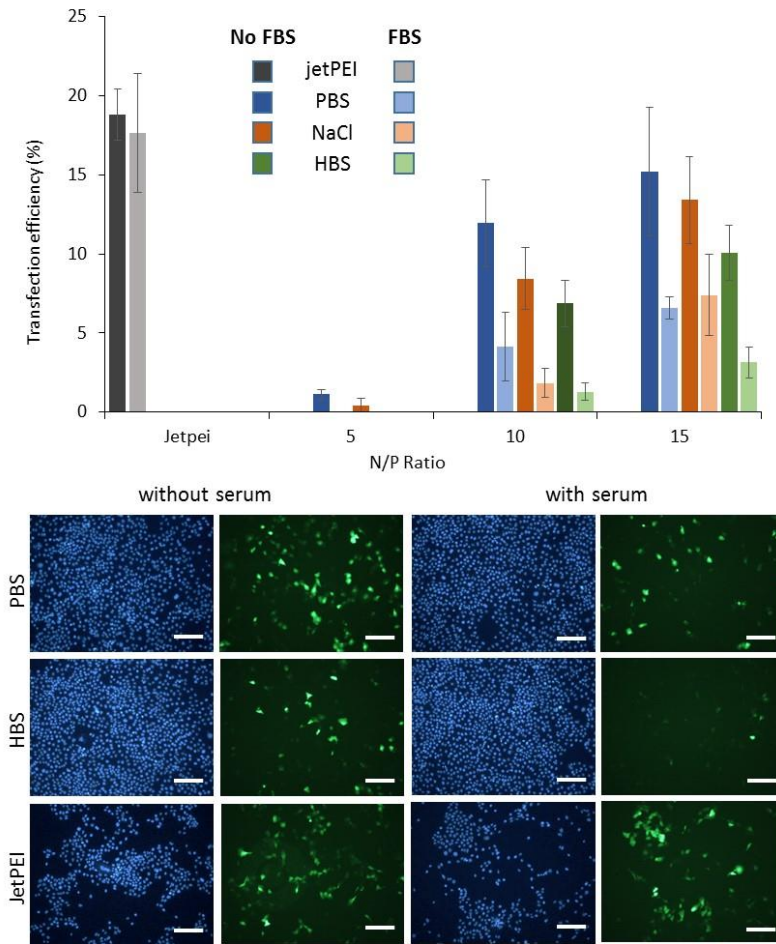 25
20
15
10
5
0
Transfection efficiency (%)
No FBS FBS
jetPEI
PBS
NaCl
HBS
Jetpei 5 10 15
N/P Ratio
without serum with serum
PBS
HBS
JetPEI